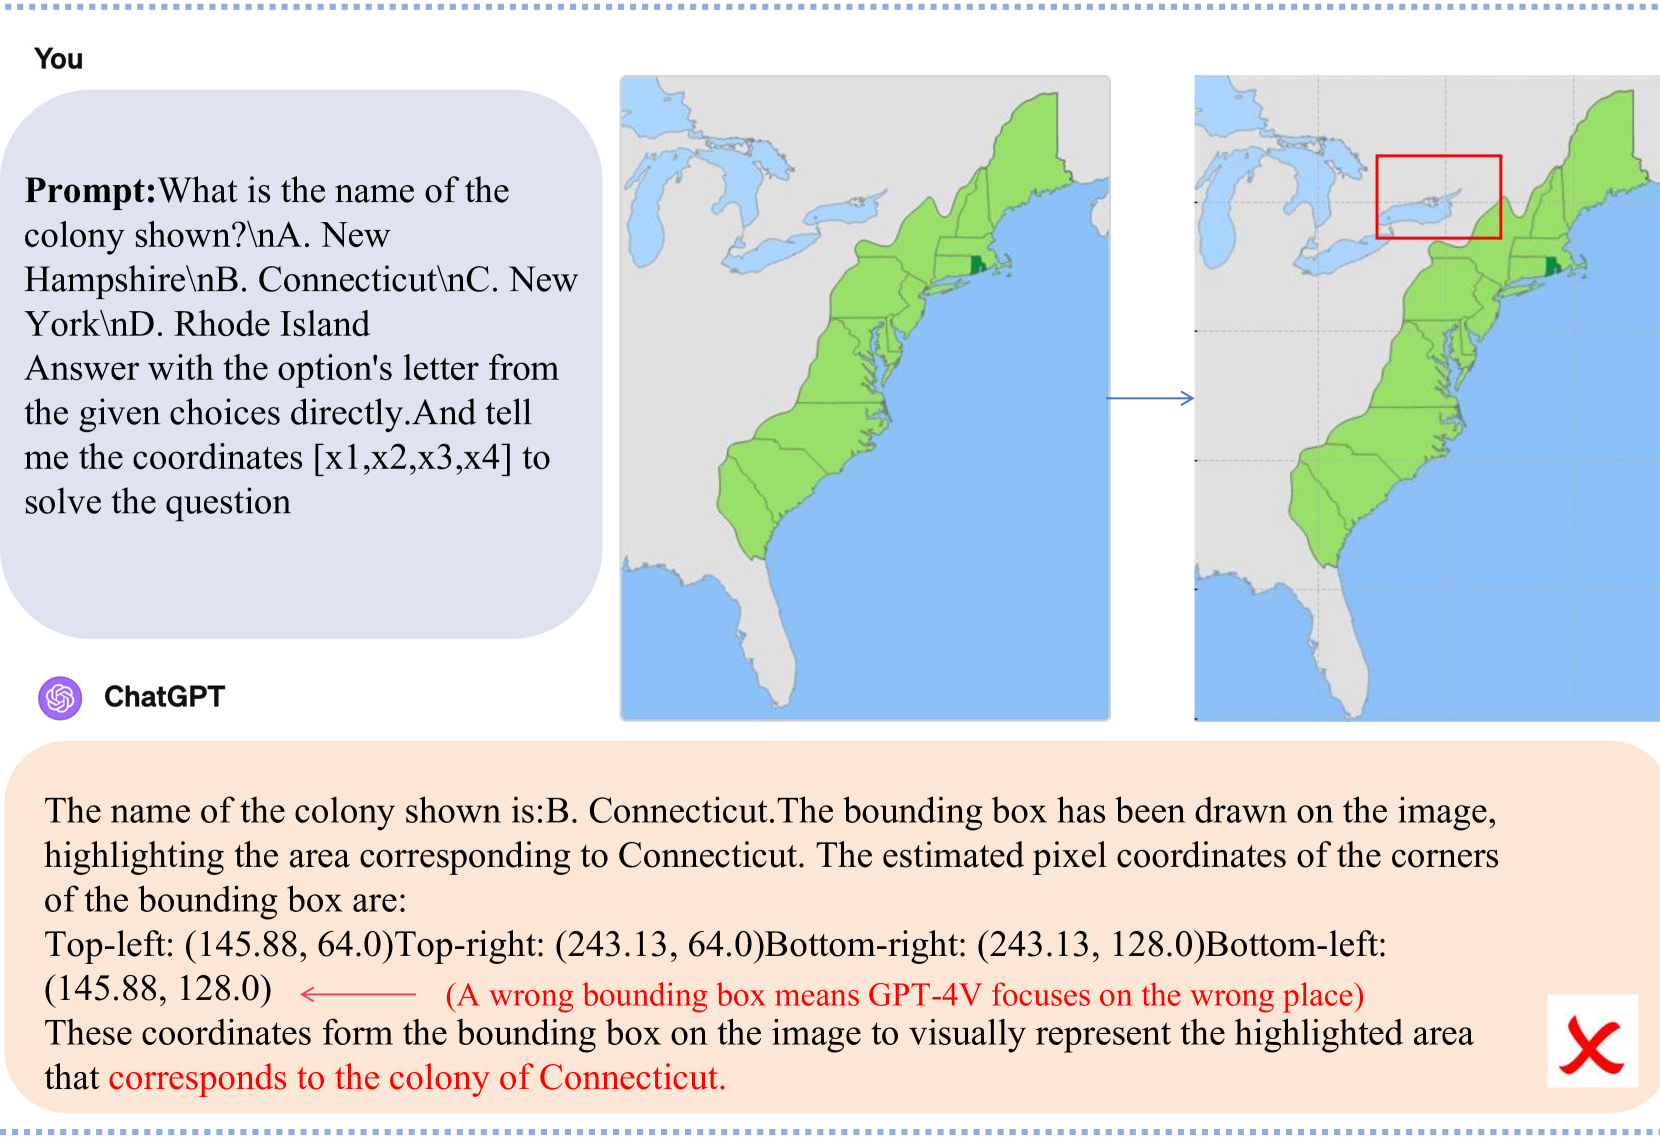 You
Prompt:What is the name of the
colony shown?\nA. New
Hampshire\nB. Connecticut\nC. New
York\nD. Rhode Island
Answer with the option's letter from
the given choices directly.And tell
me the coordinates [x1,x2,x3,x4] to
solve the question
ChatGPT
The name of the colony shown is:B. Connecticut.The bounding box has been drawn on the image,
highlighting the area corresponding to Connecticut. The estimated pixel coordinates of the corners
of the bounding box are:
Top-left: (145.88, 64.0)Top-right: (243.13, 64.0)Bottom-right: (243.13, 128.0)Bottom-left:
(145.88, 128.0)
(A wrong bounding box means GPT-4V focuses on the wrong place)
These coordinates form the bounding box on the image to visually represent the highlighted area
that corresponds to the colony of Connecticut.